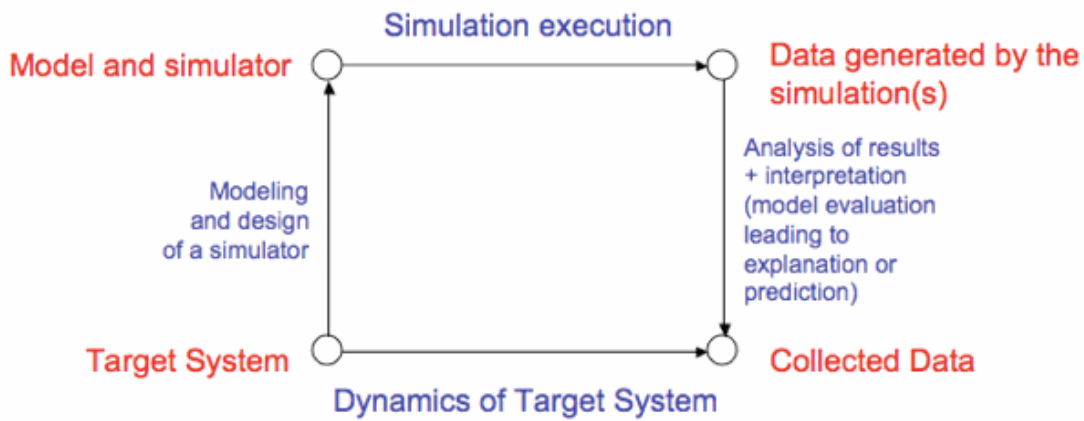 Simulation execution
Model and simulator
Data generated by the
simulation(s)
Modeling
and design
of a simulator
Analysis of results
+ interpretation
(model evaluation
leading to
explanation or
prediction)
Target System
Collected Data
Dynamics of Target System